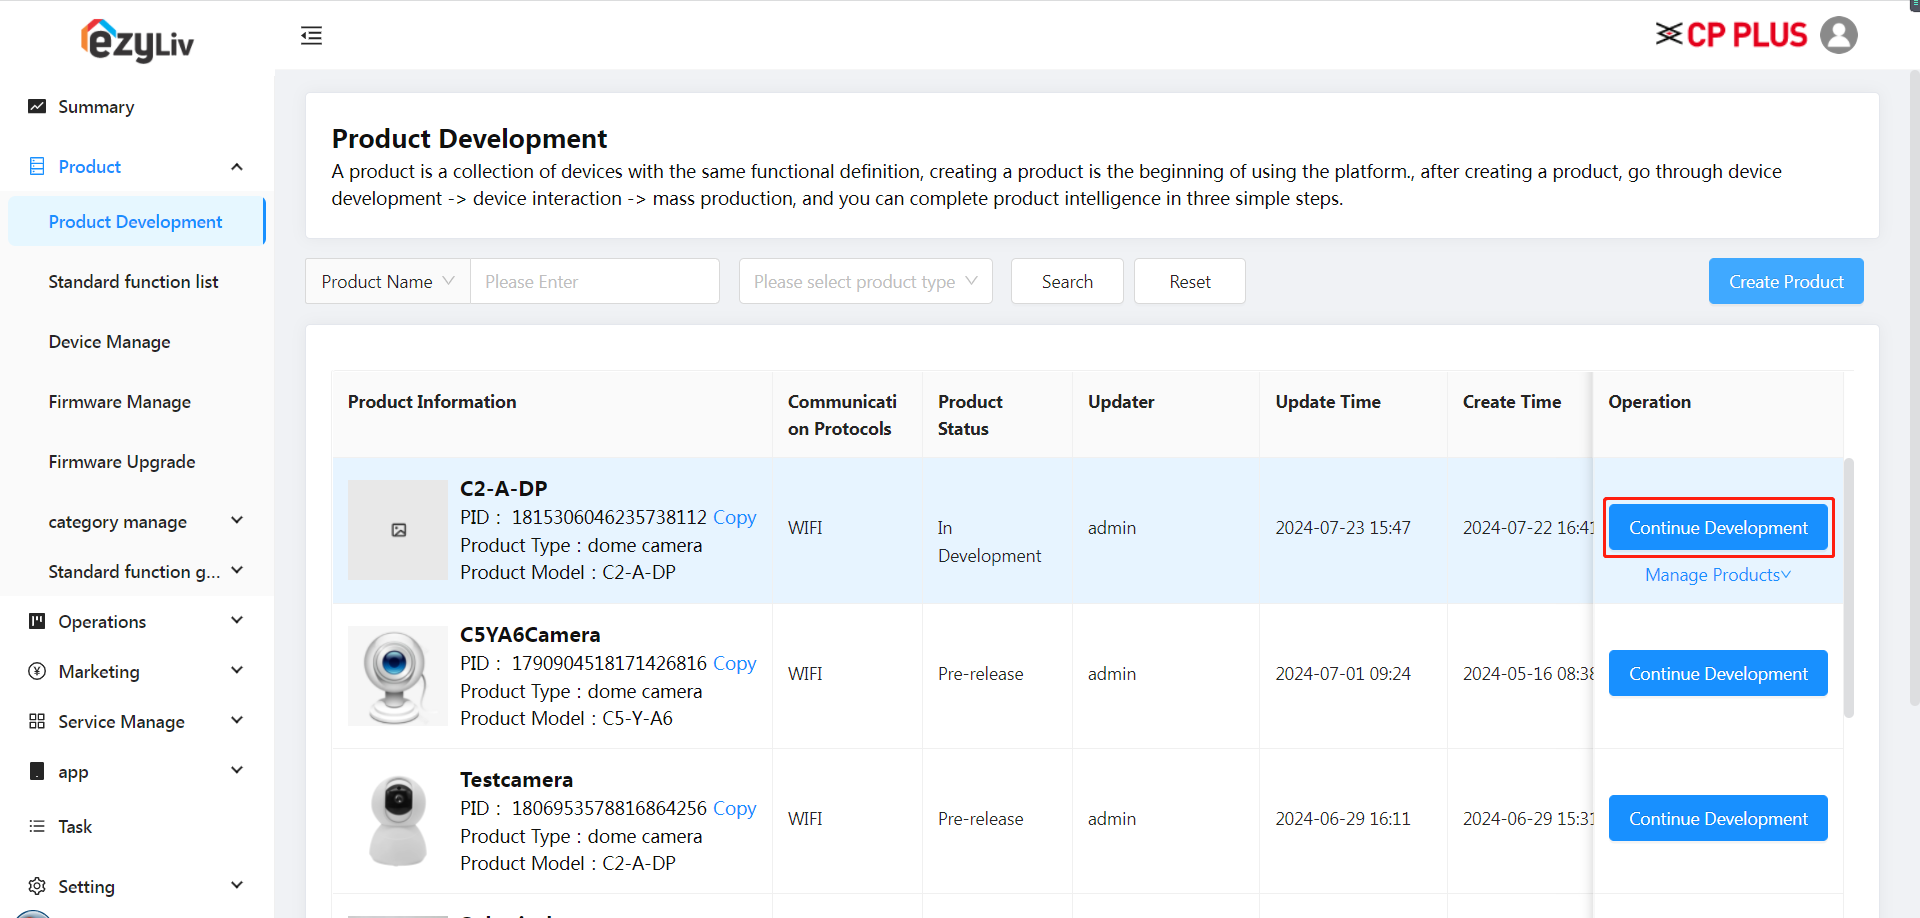 ezyLiv
CP PLUS
Summary
Product
Product Development
Standard function list
Device Manage
Firmware Manage
Firmware Upgrade
category manage
Standard function g...
Operations
Marketing
Service Manage
app
Task
Setting
Product Development
A product is a collection of devices with the same functional definition, creating a product is the beginning of using the platform., after creating a product, go through device
development -> device interaction -> mass production, and you can complete product intelligence in three simple steps.
Product Name Please Enter Please select product type Search Reset Create Product
Product Information Communicati Product Updater Update Time Create Time Operation
on Protocols Status
C2-A-DP
PID : 1815306046235738112 Copy
WIFI In admin 2024-07-23 15:47 2024-07-22 16:41 Continue Development
Product Type : dome camera Development
Product Model : C2-A-DP Manage Products
C5YA6Camera
PID : 1790904518171426816 Copy
WIFI Pre-release admin 2024-07-01 09:24 2024-05-16 08:38 Continue Development
Product Type : dome camera
Product Model : C5-Y-A6
Testcamera
PID : 1806953578816864256 Copy
WIFI Pre-release admin 2024-06-29 16:11 2024-06-29 15:31 Continue Development
Product Type : dome camera
Product Model : C2-A-DP